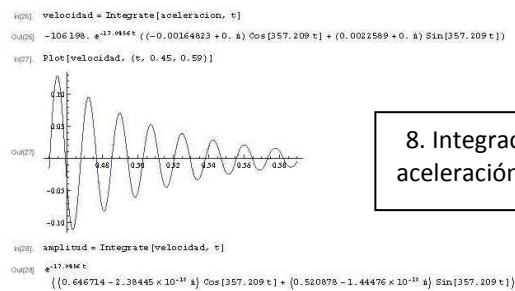 In[26]:= velocidad = Integrate[aceleracion, t]
Out[26]= -106 198. e^-17.0456 t ((-0.00164823 + 0. i) Cos[357.209 t] + (0.0022589 + 0. i) Sin[357.209 t])
In[27]:= Plot[velocidad, {t, 0.45, 0.59}]
0.10
0.05
Out[27]=
0.48 0.50 0.52 0.54 0.56 0.58
-0.05
-0.10
8. Integrac
aceleración
In[28]:= amplitud = Integrate[velocidad, t]
Out[28]= e^-17.0456 t
((0.646714 - 2.38445 × 10^-18 i) Cos[357.209 t] + (0.520878 - 1.44476 × 10^-18 i) Sin[357.209 t])